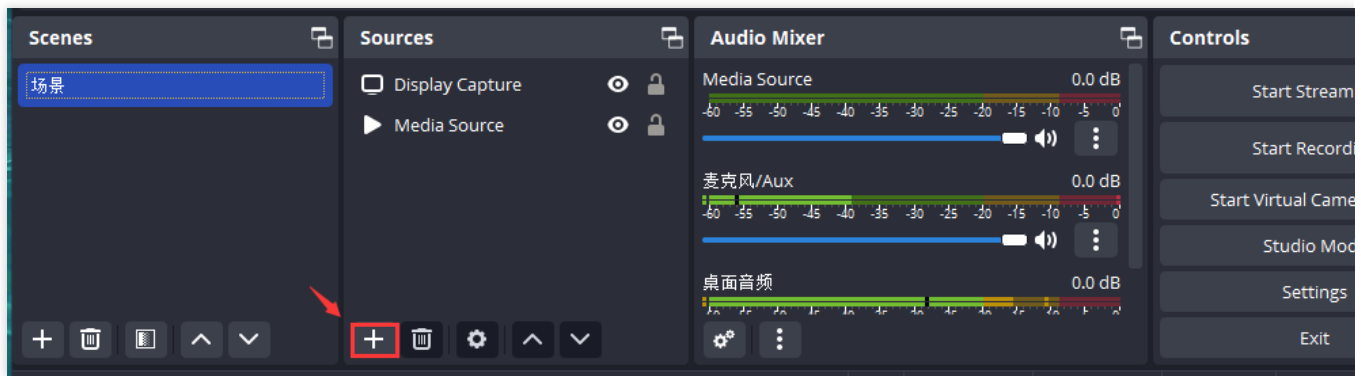 Scenes
场景
Sources
Display Capture
Media Source
Audio Mixer
Media Source 0.0 dB
-60 -55 -50 -45 -40 -35 -30 -25 -20 -15 -10 -5 0
麦克风/Aux 0.0 dB
-60 -55 -50 -45 -40 -35 -30 -25 -20 -15 -10 -5 0
桌面音频 0.0 dB
Controls
Start Stream
Start Recordi
Start Virtual Came
Studio Mod
Settings
Exit